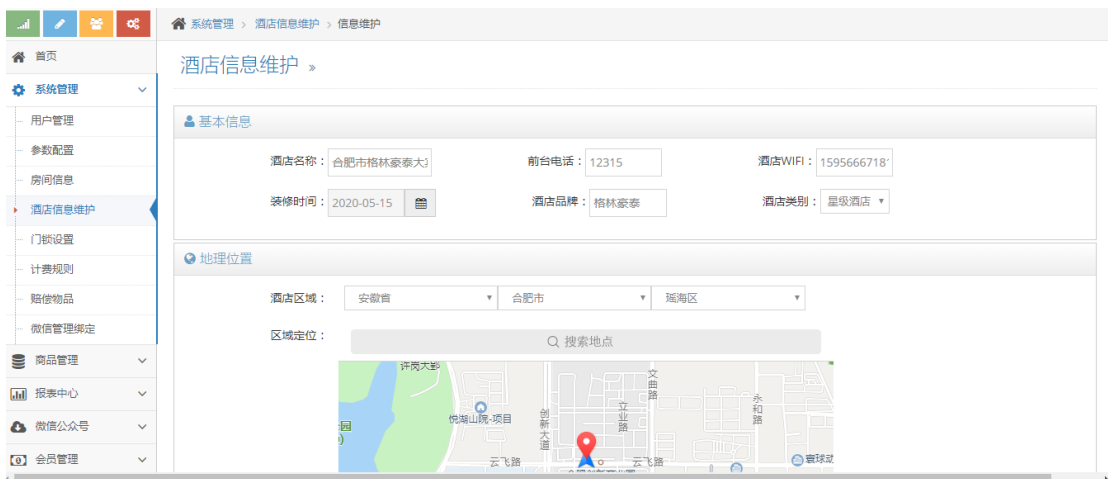 系统管理 > 酒店信息维护 > 信息维护
首页
系统管理
用户管理
参数配置
房间信息
酒店信息维护
门锁设置
计费规则
赔偿物品
微信管理绑定
商品管理
报表中心
微信公众号
会员管理
酒店信息维护 »
基本信息
酒店名称： 合肥市格林豪泰大 前台电话： 12315 酒店WIFI： 1595666718
装修时间： 2020-05-15 酒店品牌： 格林豪泰 酒店类别： 星级酒店
地理位置
酒店区域： 安徽省 合肥市 瑶海区
区域定位： 搜索地点
许岗大郢
文曲路
永和路
悦湖山院-项目
创新大道
立业路
园
云飞路
云飞路
寰球动